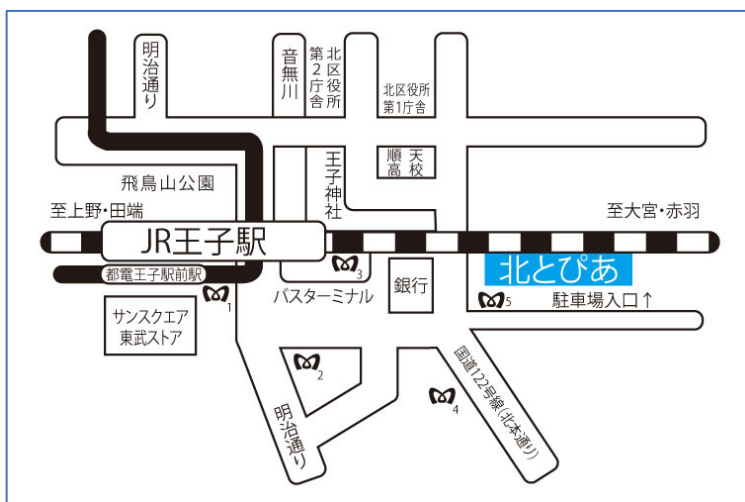 明治通り
音無川
北区役所
第2庁舎
北区役所
第1庁舎
順天
高校
王子神社
飛鳥山公園
至上野・田端
至大宮・赤羽
JR王子駅
都電王子駅前駅
北とぴあ
3
バスターミナル
銀行
5
駐車場入口↑
1
サンスクエア
東武ストア
2
4
明治通り
国道122号線(北本通り)